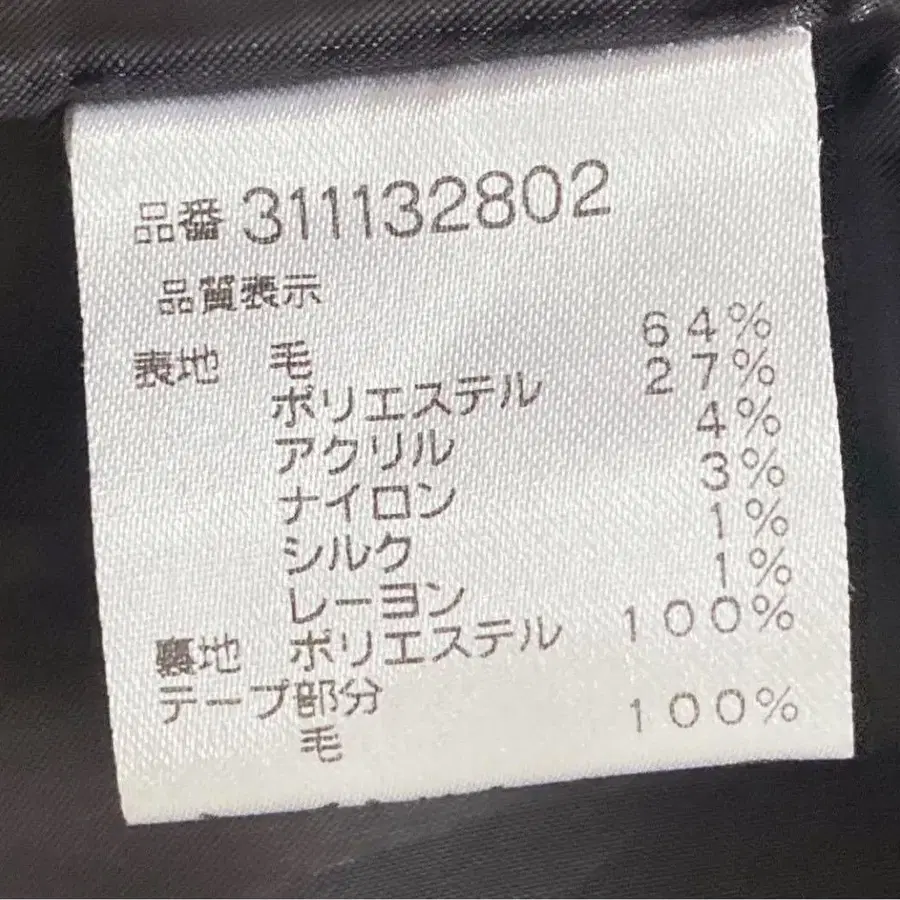 品番 311132802
品質表示
表地 毛 64%
ポリエステル 27%
アクリル 4%
ナイロン 3%
シルク 1%
レーヨン 1%
裏地 ポリエステル 100%
テープ部分
毛 100%